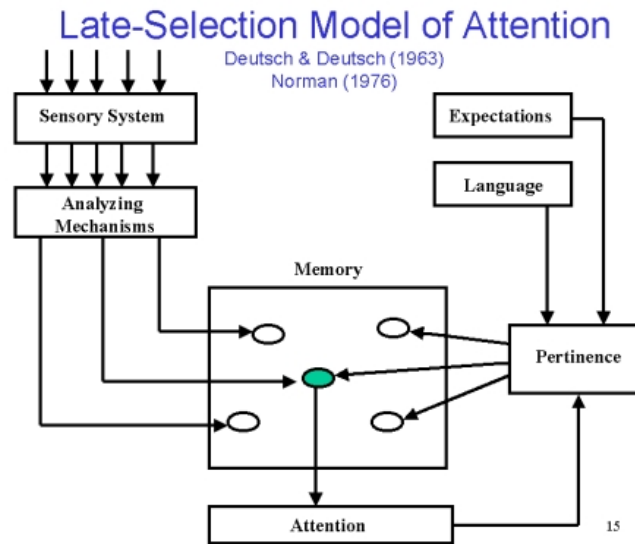 Late-Selection Model of Attention
Deutsch & Deutsch (1963)
Norman (1976)
Sensory System
Expectations
Language
Analyzing
Mechanisms
Memory
Pertinence
Attention
15